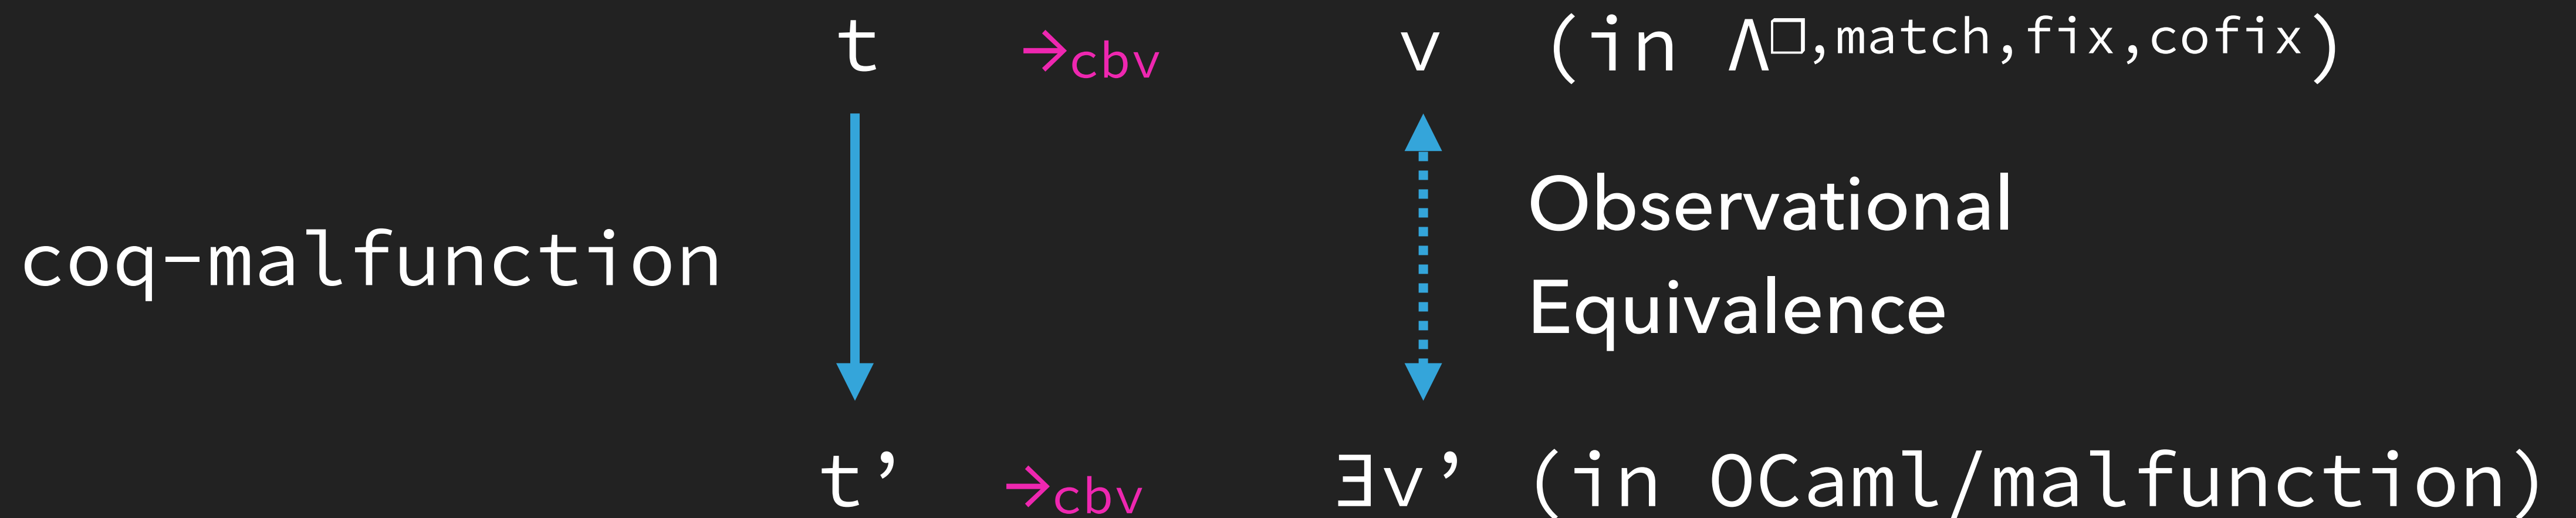 t →cbv v (in Λ□,match,fix,cofix)
Observational
coq-malfunction
Equivalence
t’ →cbv ∃v’ (in OCaml/malfunction)